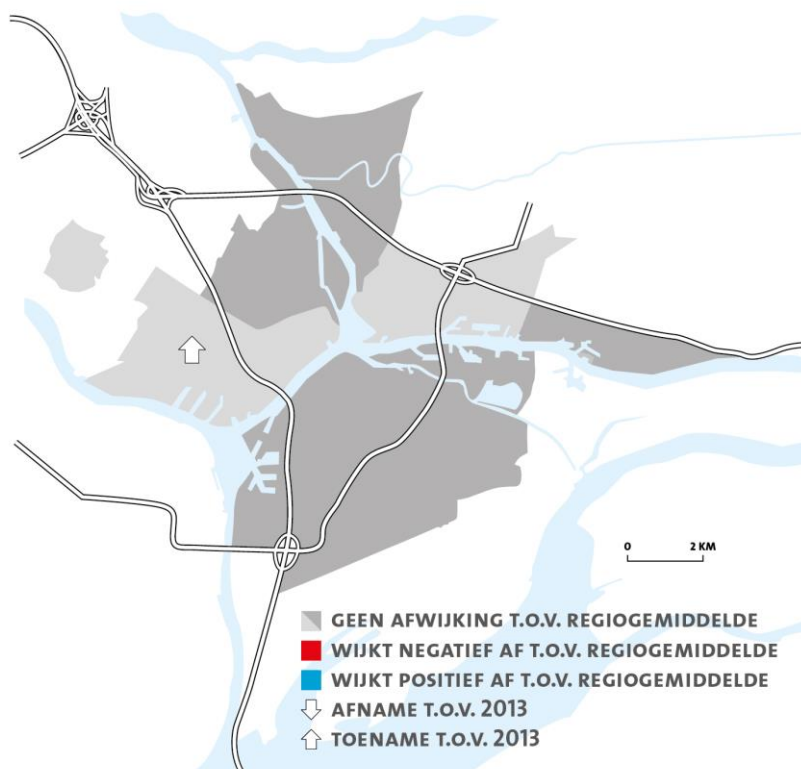 0 2 KM
GEEN AFWIJKING T.O.V. REGIOGEMIDDELDE
WIJKT NEGATIEF AF T.O.V. REGIOGEMIDDELDE
WIJKT POSITIEF AF T.O.V. REGIOGEMIDDELDE
AFNAME T.O.V. 2013
TOENAME T.O.V. 2013